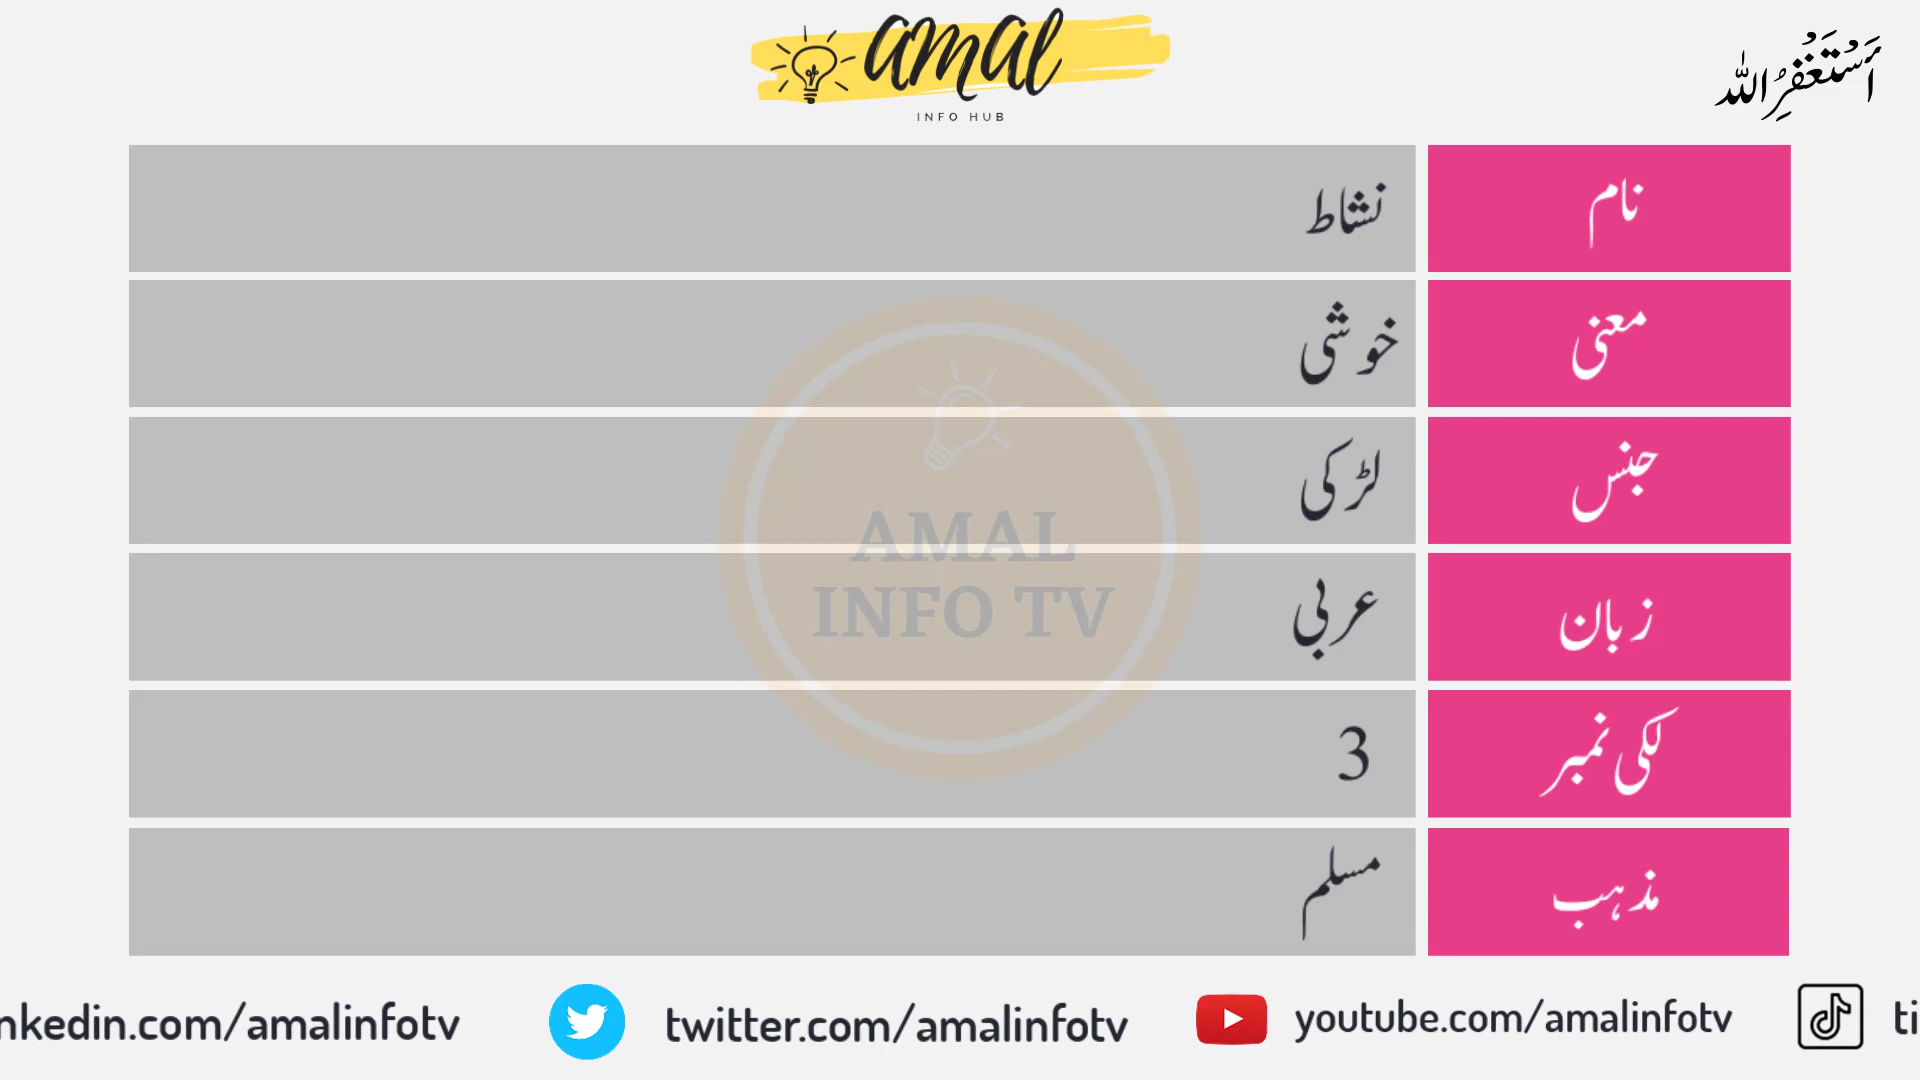 amal
INFO HUB
أَسْتَغْفِرُ اللّٰه
نام نشاط
معنی خوشی
جنس لڑکی
زبان عربی
لکی نمبر 3
مذہب مسلم
AMAL
INFO TV
nkedin.com/amalinfotv twitter.com/amalinfotv youtube.com/amalinfotv ti